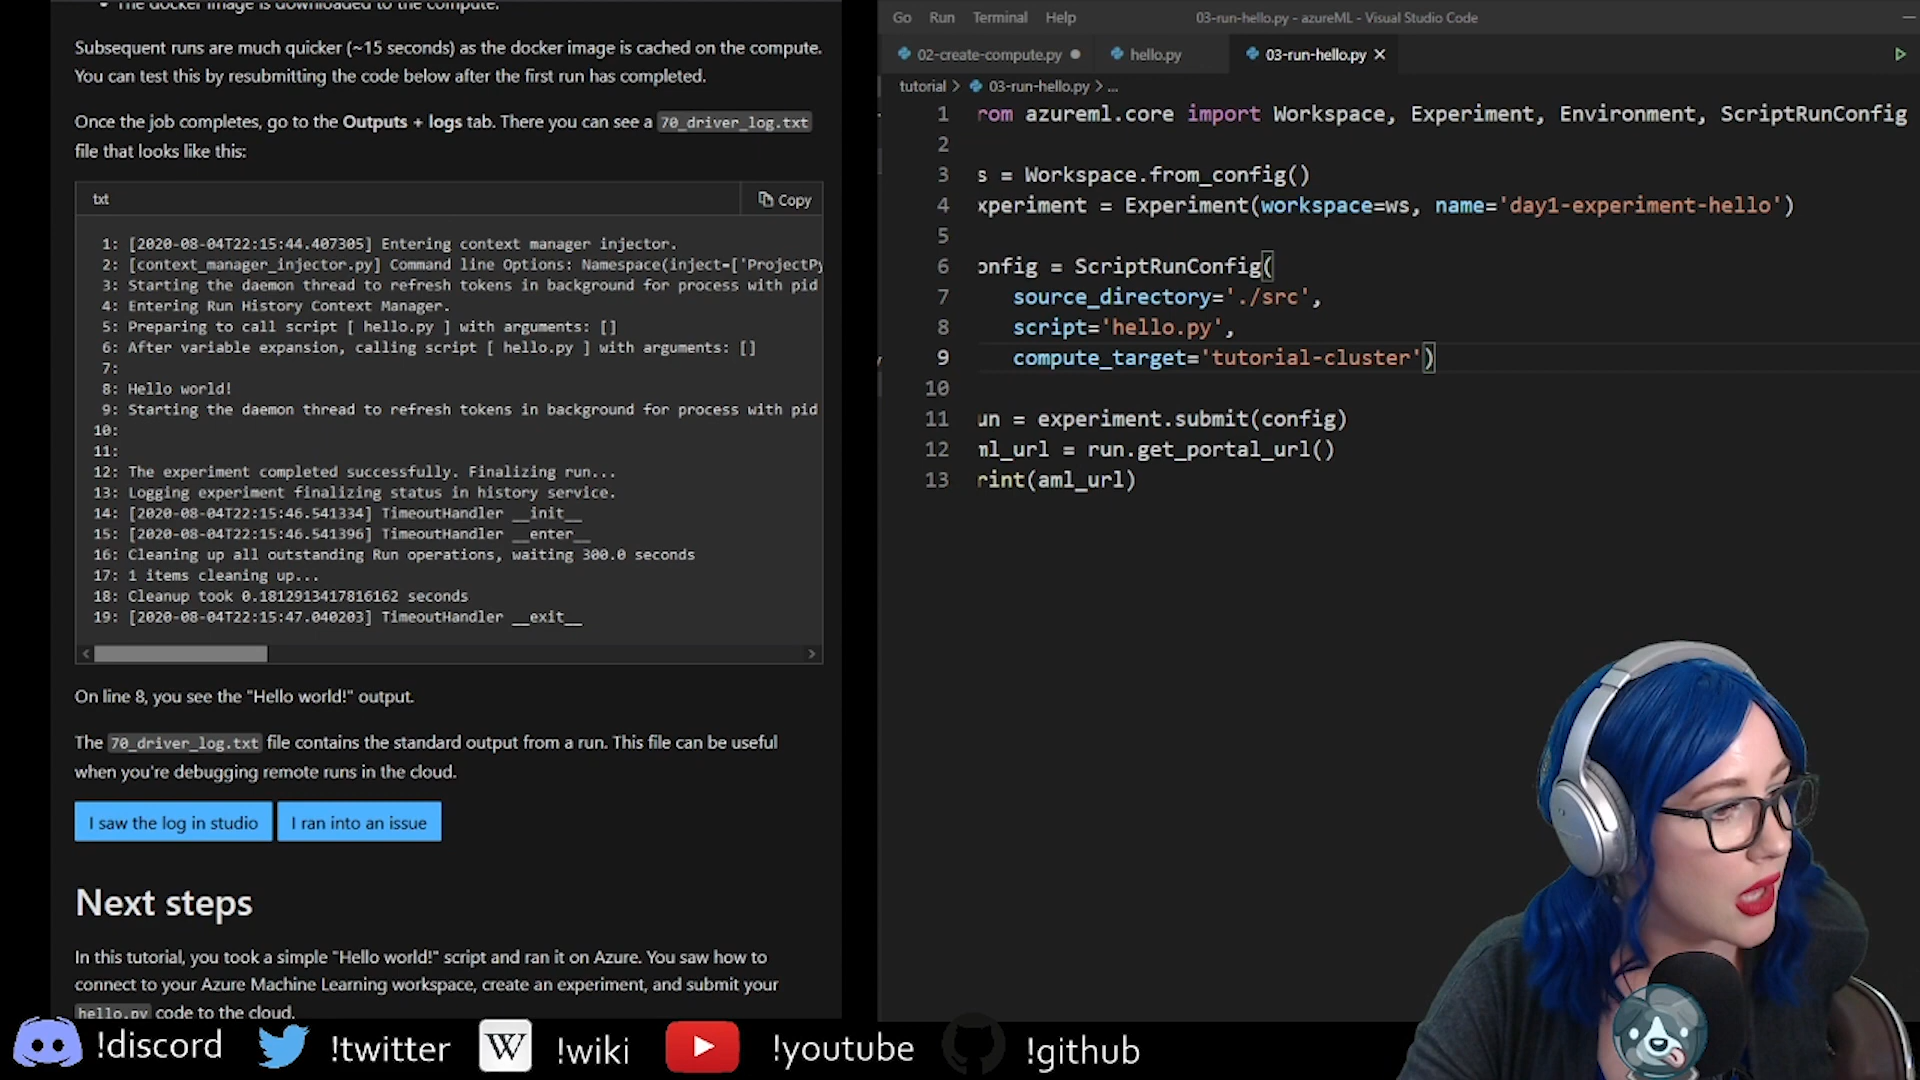 • The docker image is downloaded to the compute.
Subsequent runs are much quicker (~15 seconds) as the docker image is cached on the compute.
You can test this by resubmitting the code below after the first run has completed.
Once the job completes, go to the Outputs + logs tab. There you can see a 70_driver_log.txt
file that looks like this:
txt
Copy
1: [2020-08-04T22:15:44.407305] Entering context manager injector.
2: [context_manager_injector.py] Command line Options: Namespace(inject=['ProjectPy
3: Starting the daemon thread to refresh tokens in background for process with pid
4: Entering Run History Context Manager.
5: Preparing to call script [ hello.py ] with arguments: []
6: After variable expansion, calling script [ hello.py ] with arguments: []
7:
8: Hello world!
9: Starting the daemon thread to refresh tokens in background for process with pid
10:
11:
12: The experiment completed successfully. Finalizing run...
13: Logging experiment finalizing status in history service.
14: [2020-08-04T22:15:46.541334] TimeoutHandler __init__
15: [2020-08-04T22:15:46.541396] TimeoutHandler __enter__
16: Cleaning up all outstanding Run operations, waiting 300.0 seconds
17: 1 items cleaning up...
18: Cleanup took 0.1812913417816162 seconds
19: [2020-08-04T22:15:47.040203] TimeoutHandler __exit__
On line 8, you see the "Hello world!" output.
The 70_driver_log.txt file contains the standard output from a run. This file can be useful
when you're debugging remote runs in the cloud.
I saw the log in studio
I ran into an issue
Next steps
In this tutorial, you took a simple "Hello world!" script and ran it on Azure. You saw how to
connect to your Azure Machine Learning workspace, create an experiment, and submit your
hello.py code to the cloud.
Go Run Terminal Help
03-run-hello.py - azureML - Visual Studio Code
02-create-compute.py
hello.py
03-run-hello.py
tutorial > 03-run-hello.py > ...
1 rom azureml.core import Workspace, Experiment, Environment, ScriptRunConfig
2
3 s = Workspace.from_config()
4 xperiment = Experiment(workspace=ws, name='day1-experiment-hello')
5
6 onfig = ScriptRunConfig(
7 source_directory='./src',
8 script='hello.py',
9 compute_target='tutorial-cluster')
10
11 un = experiment.submit(config)
12 ml_url = run.get_portal_url()
13 rint(aml_url)
!discord
!twitter
W
!wiki
!youtube
!github